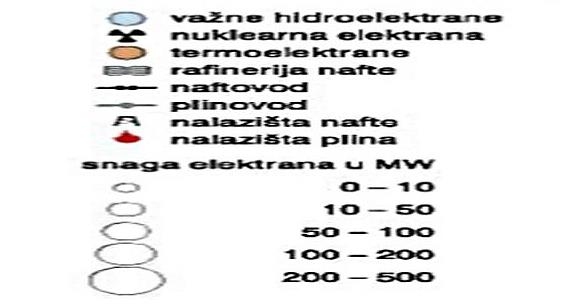 važne hidroelektrane
nuklearna elektrana
termoelektrane
rafinerija nafte
naftovod
plinovod
nalazišta nafte
nalazišta plina
snaga elektrana u MW
0 – 10
10 – 50
50 – 100
100 – 200
200 – 500